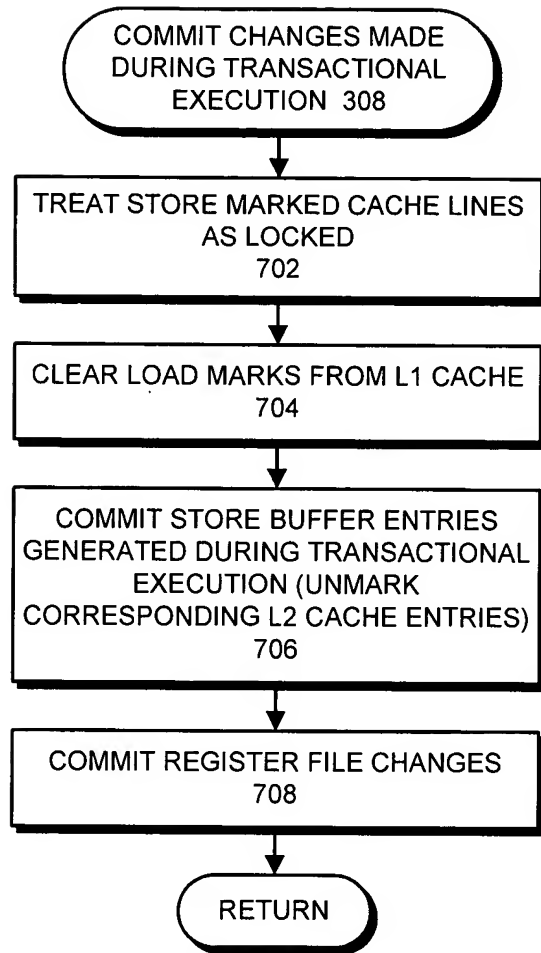 COMMIT CHANGES MADE
DURING TRANSACTIONAL
EXECUTION 308
TREAT STORE MARKED CACHE LINES
AS LOCKED
702
CLEAR LOAD MARKS FROM L1 CACHE
704
COMMIT STORE BUFFER ENTRIES
GENERATED DURING TRANSACTIONAL
EXECUTION (UNMARK
CORRESPONDING L2 CACHE ENTRIES)
706
COMMIT REGISTER FILE CHANGES
708
RETURN